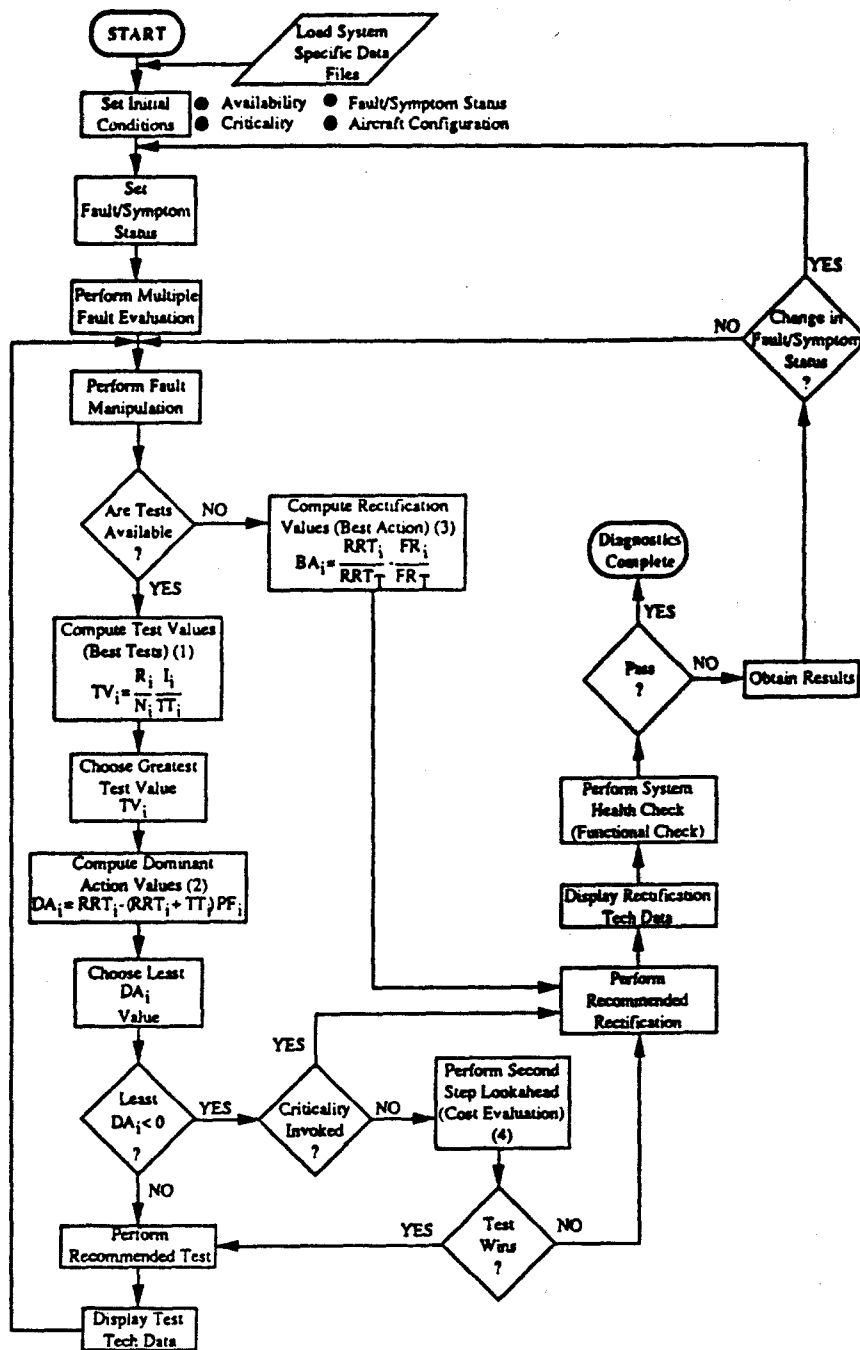 START
Load System
Specific Data
Files
Set Initial
Conditions
● Availability
● Fault/Symptom Status
● Criticality
● Aircraft Configuration
Set
Fault/Symptom
Status
Perform Multiple
Fault Evaluation
YES
NO
Change in
Fault/Symptom
Status
?
Perform Fault
Manipulation
Are Tests
Available
?
NO
YES
Compute Rectification
Values (Best Action) (3)
BA_i = RRT_i / RRT_T · FR_i / FR_T
Diagnostics
Complete
YES
Pass
?
NO
Obtain Results
Compute Test Values
(Best Tests) (1)
TV_i = R_i / N_i I_i / TT_i
Choose Greatest
Test Value
TV_i
Perform System
Health Check
(Functional Check)
Compute Dominant
Action Values (2)
DA_i = RRT_i - (RRT_i + TT_i) PF_i
Display Rectification
Tech Data
Choose Least
DA_i
Value
Perform
Recommended
Rectification
Least
DA_i < 0
?
YES
NO
YES
Criticality
Invoked
?
NO
Perform Second
Step Lookahead
(Cost Evaluation)
(4)
YES
Test
Wins
?
NO
Perform
Recommended Test
Display Test
Tech Data